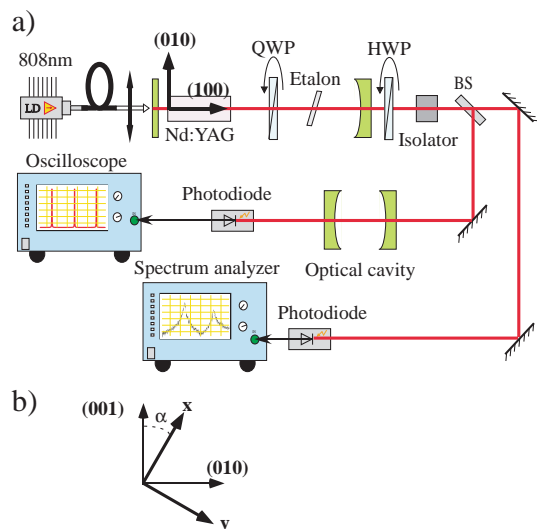 a)
808nm
LD
(010)
(100)
Nd:YAG
QWP
Etalon
HWP
Isolator
BS
Oscilloscope
Photodiode
Optical cavity
Spectrum analyzer
Photodiode
b)
(001)
α
x
(010)
y